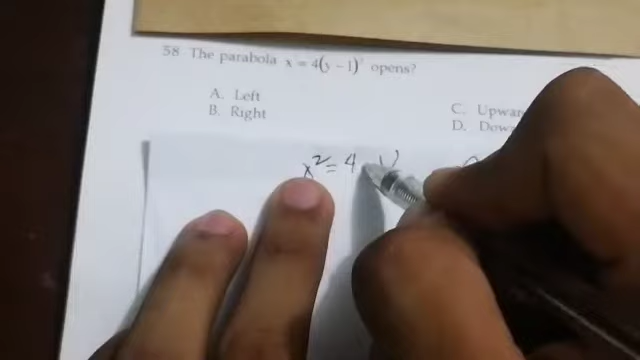 58 The parabola x = 4(y - 1)² opens?
A. Left
B. Right
C. Upwar
D. Dow
x² = 4